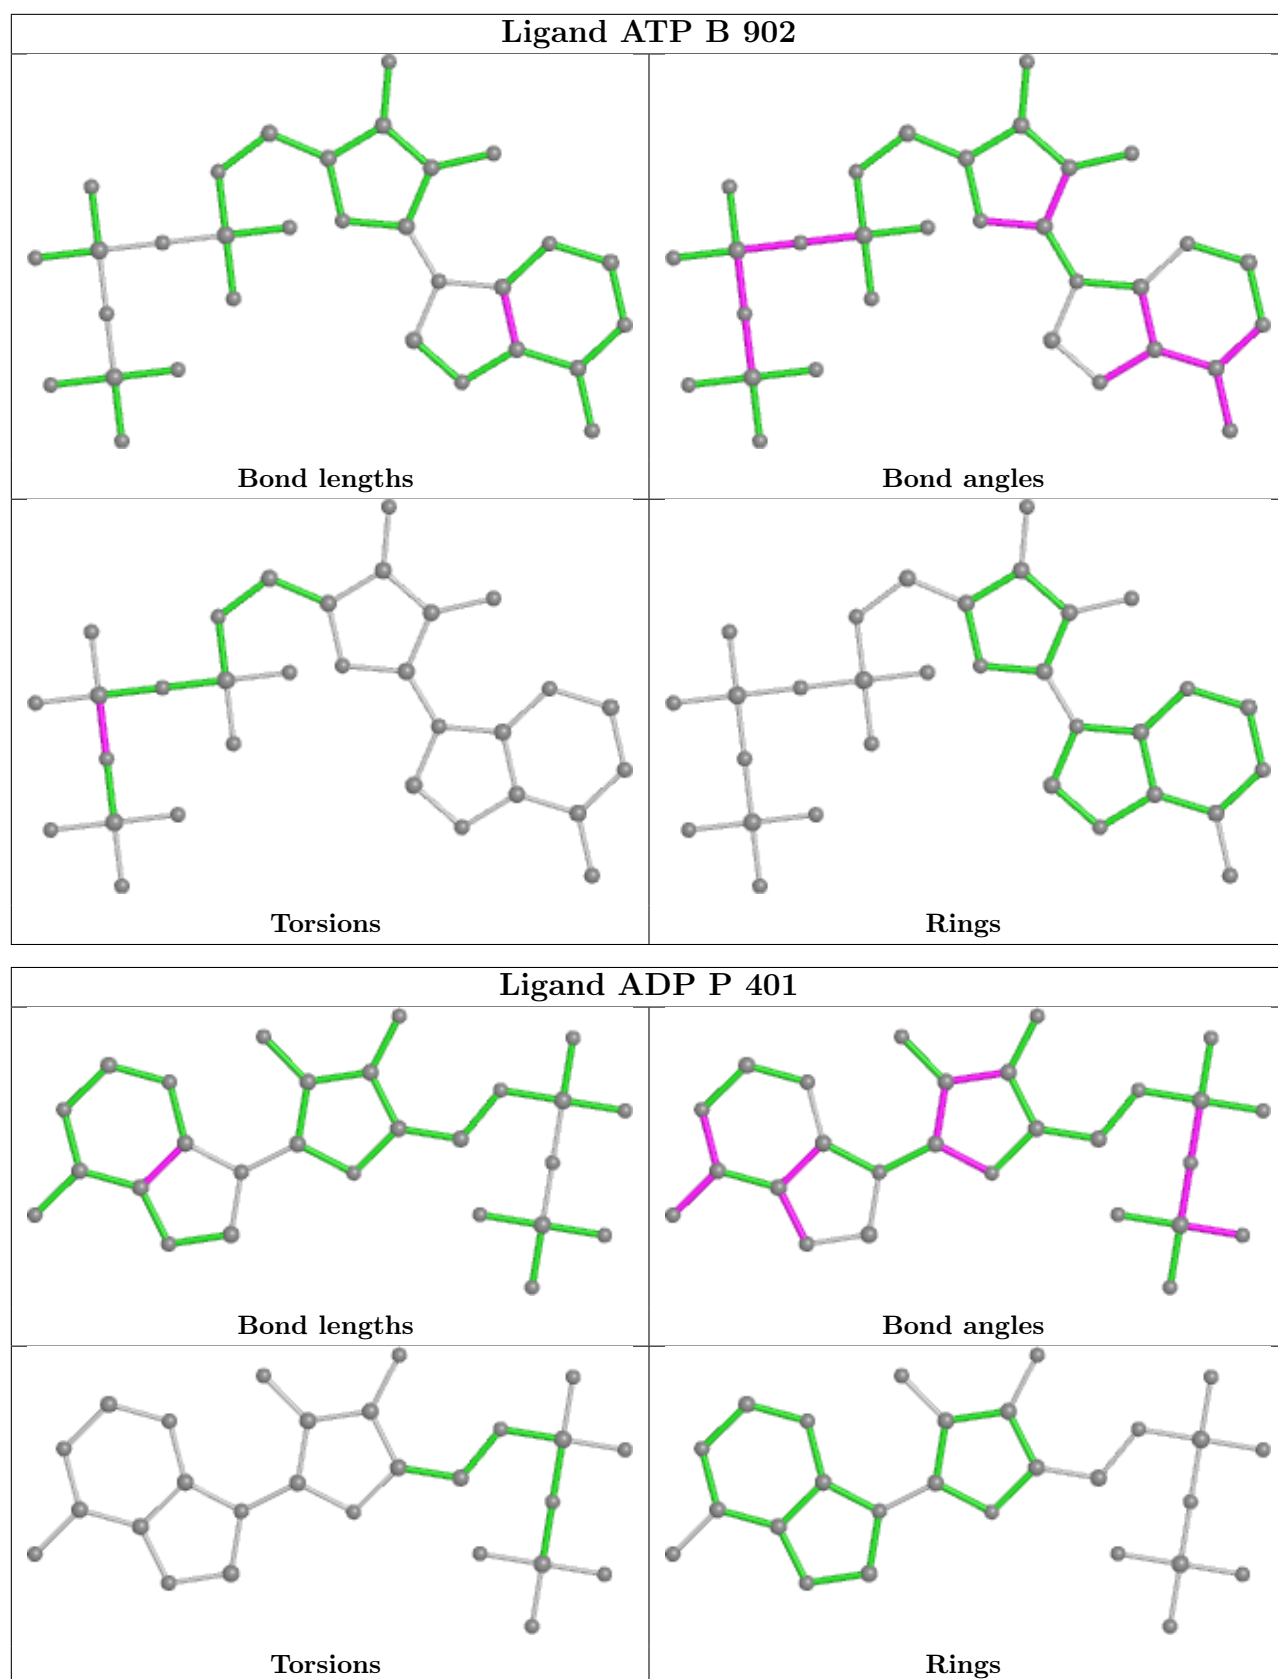 Ligand ATP B 902
Bond lengths
Bond angles
Torsions
Rings
Ligand ADP P 401
Bond lengths
Bond angles
Torsions
Rings